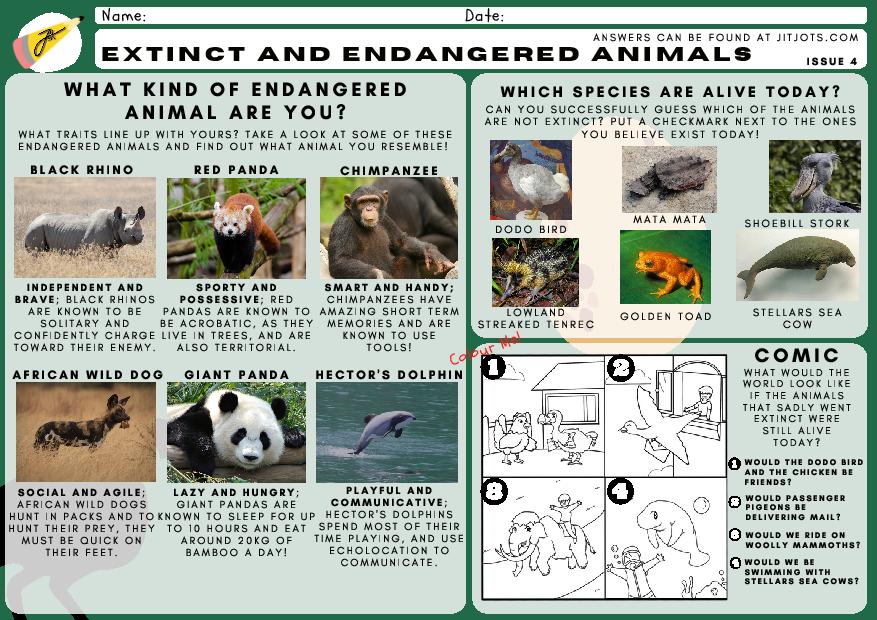 Name:
Date:
ANSWERS CAN BE FOUND AT JITJOTS.COM
EXTINCT AND ENDANGERED ANIMALS
ISSUE 4
WHAT KIND OF ENDANGERED
ANIMAL ARE YOU?
WHAT TRAITS LINE UP WITH YOURS? TAKE A LOOK AT SOME OF THESE
ENDANGERED ANIMALS AND FIND OUT WHAT ANIMAL YOU RESEMBLE!
BLACK RHINO
INDEPENDENT AND
BRAVE; BLACK RHINOS
ARE KNOWN TO BE
SOLITARY AND
CONFIDENTLY CHARGE
TOWARD THEIR ENEMY.
RED PANDA
SPORTY AND
POSSESSIVE; RED
PANDAS ARE KNOWN TO
BE ACROBATIC, AS THEY
LIVE IN TREES, AND ARE
ALSO TERRITORIAL.
CHIMPANZEE
SMART AND HANDY;
CHIMPANZEES HAVE
AMAZING SHORT TERM
MEMORIES AND ARE
KNOWN TO USE
TOOLS!
AFRICAN WILD DOG
SOCIAL AND AGILE;
AFRICAN WILD DOGS
HUNT IN PACKS AND TO
HUNT THEIR PREY, THEY
MUST BE QUICK ON
THEIR FEET.
GIANT PANDA
LAZY AND HUNGRY;
GIANT PANDAS ARE
KNOWN TO SLEEP FOR UP
TO 10 HOURS AND EAT
AROUND 20KG OF
BAMBOO A DAY!
HECTOR'S DOLPHIN
PLAYFUL AND
COMMUNICATIVE;
HECTOR'S DOLPHINS
SPEND MOST OF THEIR
TIME PLAYING, AND USE
ECHOLOCATION TO
COMMUNICATE.
WHICH SPECIES ARE ALIVE TODAY?
CAN YOU SUCCESSFULLY GUESS WHICH OF THE ANIMALS
ARE NOT EXTINCT? PUT A CHECKMARK NEXT TO THE ONES
YOU BELIEVE EXIST TODAY!
DODO BIRD
MATA MATA
SHOEBILL STORK
LOWLAND
STREAKED TENREC
GOLDEN TOAD
STELLARS SEA
COW
Colour Me!
1
2
3
4
COMIC
WHAT WOULD THE
WORLD LOOK LIKE
IF THE ANIMALS
THAT SADLY WENT
EXTINCT WERE
STILL ALIVE
TODAY?
1 WOULD THE DODO BIRD
AND THE CHICKEN BE
FRIENDS?
2 WOULD PASSENGER
PIGEONS BE
DELIVERING MAIL?
3 WOULD WE RIDE ON
WOOLLY MAMMOTHS?
4 WOULD WE BE
SWIMMING WITH
STELLARS SEA COWS?